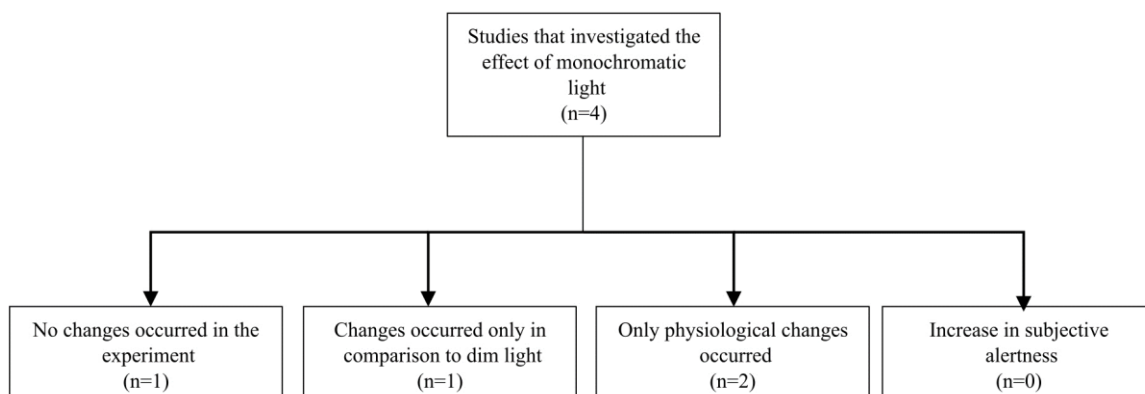 Studies that investigated the
effect of monochromatic
light
(n=4)
No changes occurred in the
experiment
(n=1)
Changes occurred only in
comparison to dim light
(n=1)
Only physiological changes
occurred
(n=2)
Increase in subjective
alertness
(n=0)